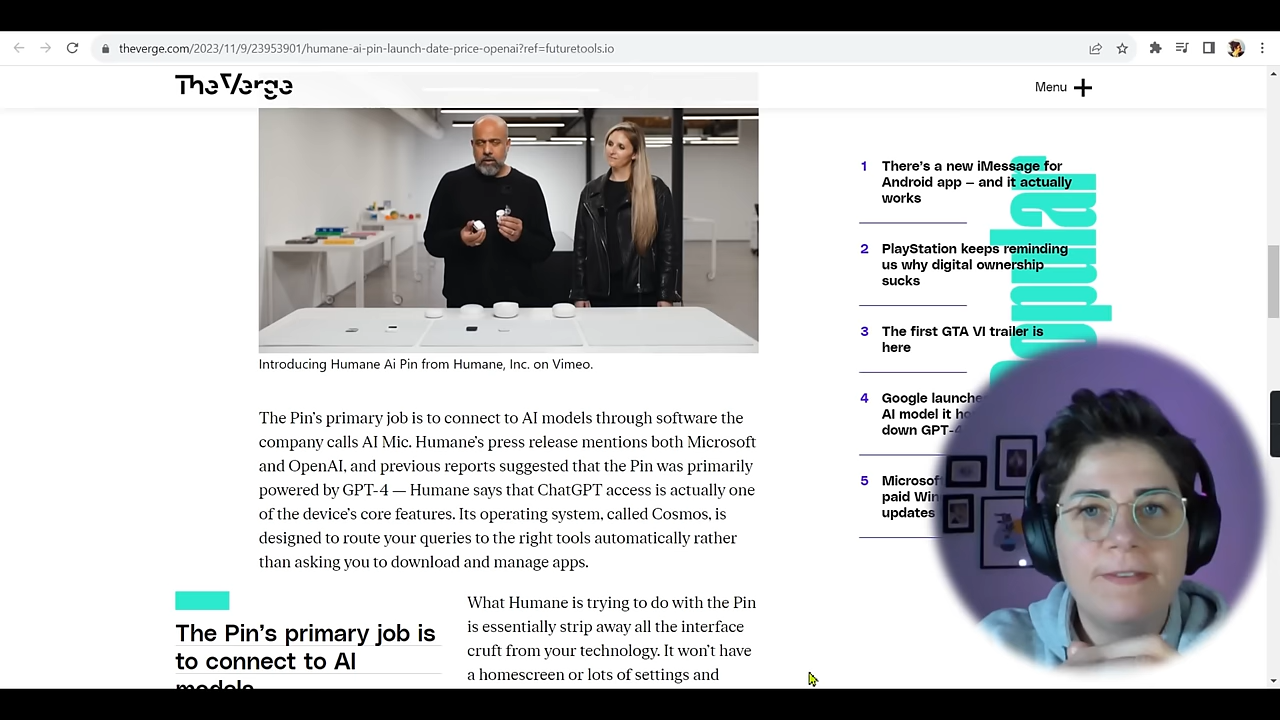 theverge.com/2023/11/9/23953901/humane-ai-pin-launch-date-price-openai?ref=futuretools.io
TheVerge
Menu
Introducing Humane Ai Pin from Humane, Inc. on Vimeo.
The Pin’s primary job is to connect to AI models through software the
company calls AI Mic. Humane’s press release mentions both Microsoft
and OpenAI, and previous reports suggested that the Pin was primarily
powered by GPT-4 — Humane says that ChatGPT access is actually one
of the device’s core features. Its operating system, called Cosmos, is
designed to route your queries to the right tools automatically rather
than asking you to download and manage apps.
The Pin’s primary job is
to connect to AI
models
What Humane is trying to do with the Pin
is essentially strip away all the interface
cruft from your technology. It won’t have
a homescreen or lots of settings and
1 There’s a new iMessage for
Android app — and it actually
works
2 PlayStation keeps reminding
us why digital ownership
sucks
3 The first GTA VI trailer is
here
4 Google
AI model it
down GPT-4
5
paid
updates